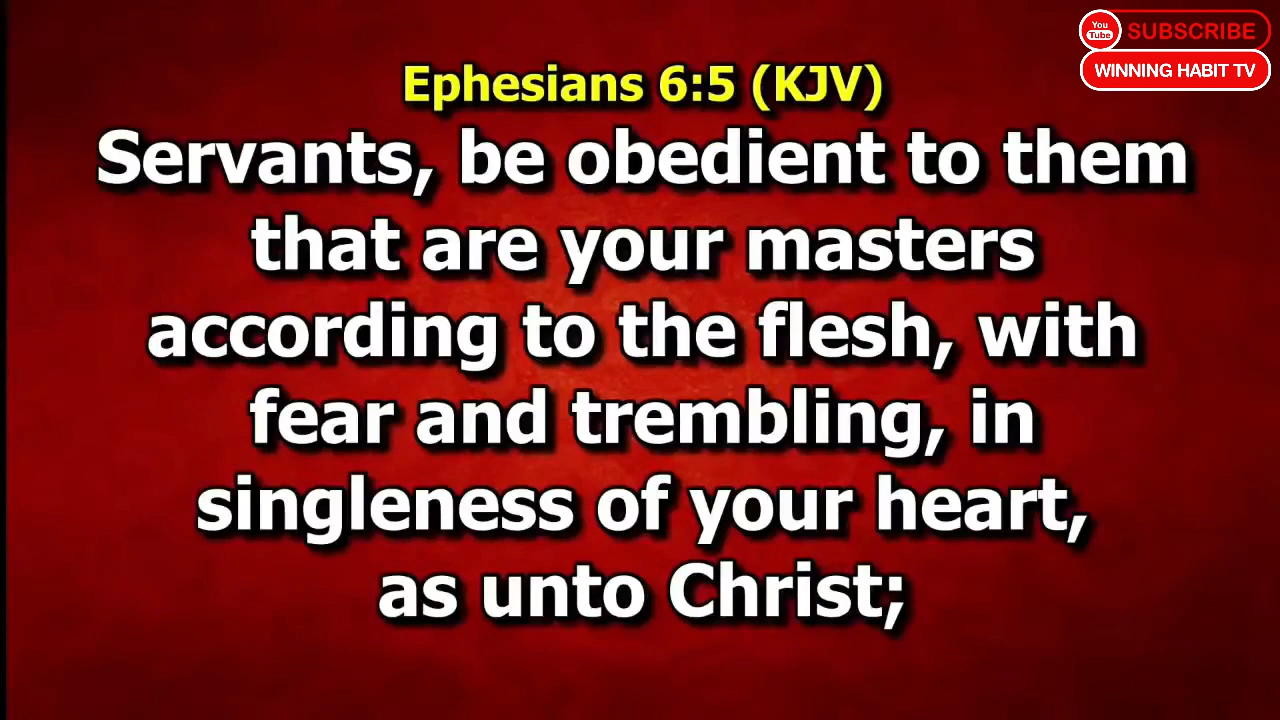 You
Tube
SUBSCRIBE
WINNING HABIT TV
Ephesians 6:5 (KJV)
Servants, be obedient to them
that are your masters
according to the flesh, with
fear and trembling, in
singleness of your heart,
as unto Christ;